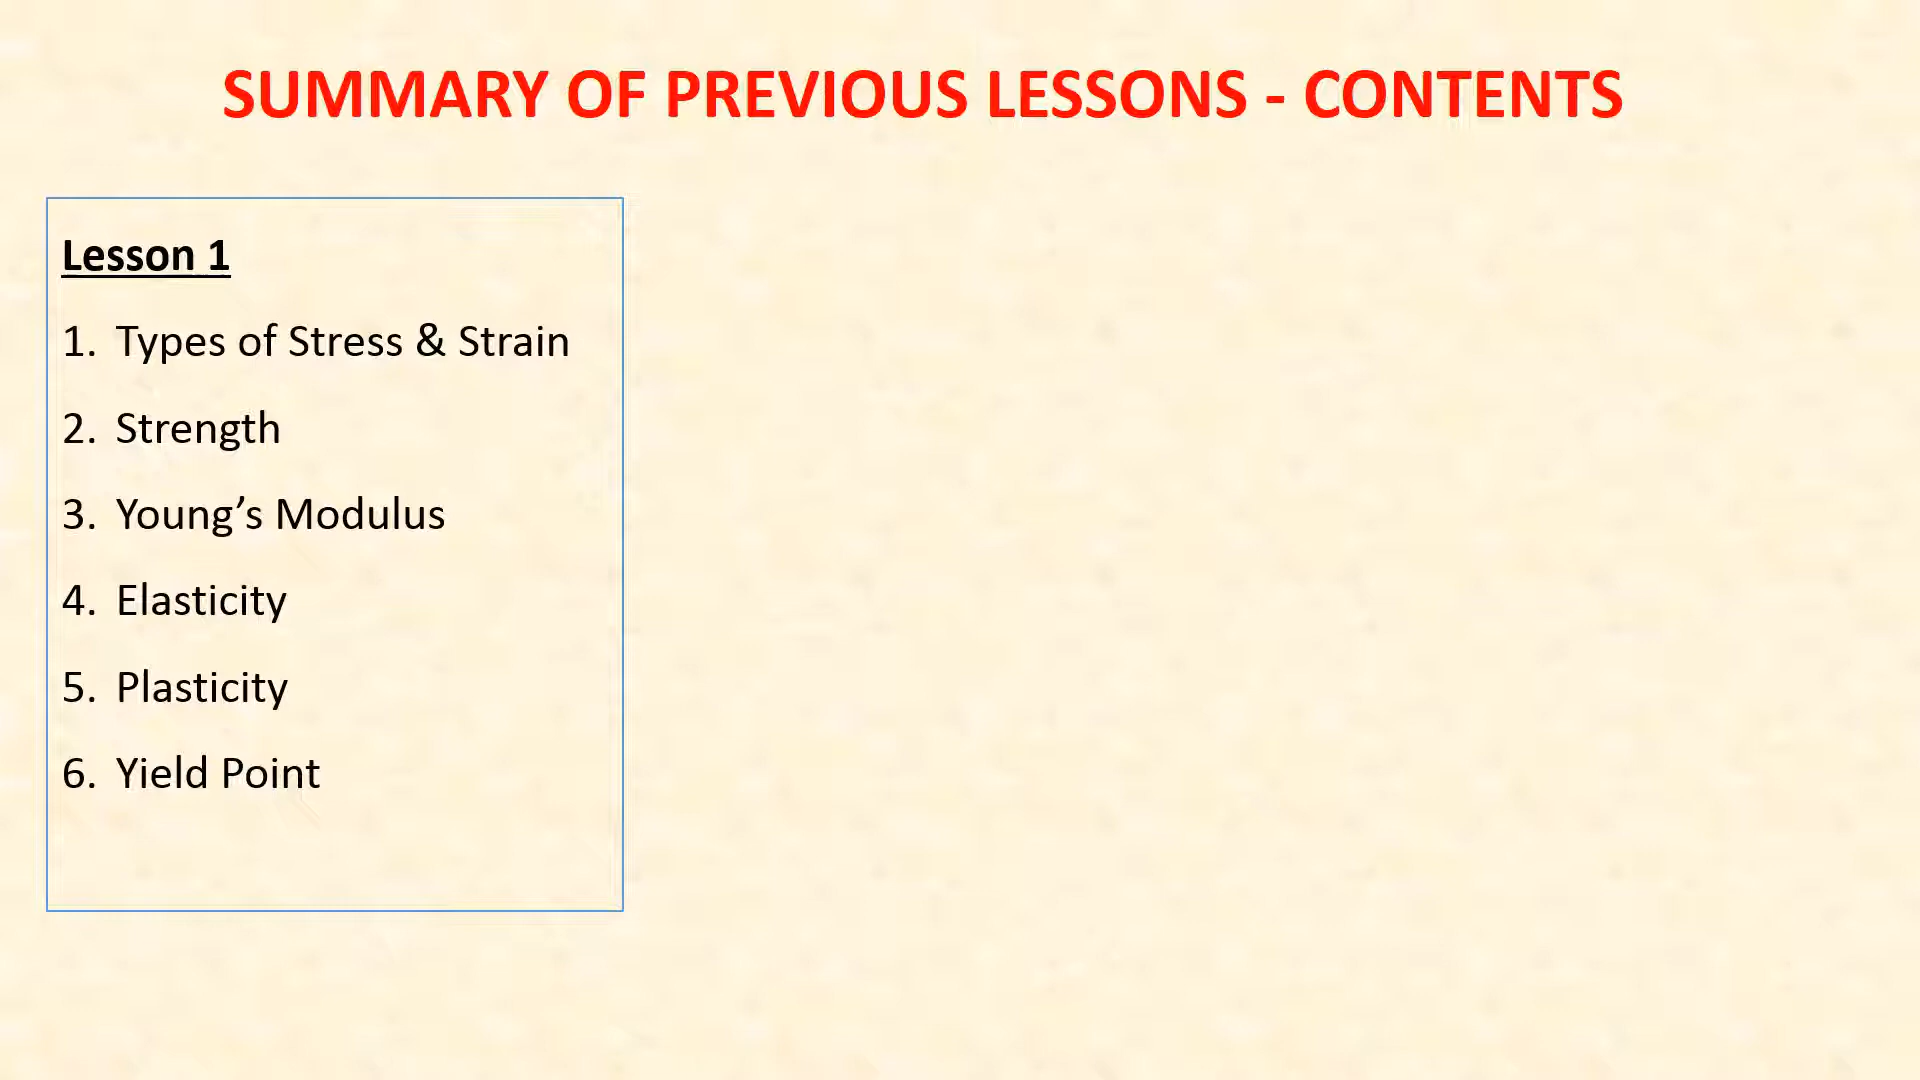 SUMMARY OF PREVIOUS LESSONS - CONTENTS
Lesson 1
1. Types of Stress & Strain
2. Strength
3. Young’s Modulus
4. Elasticity
5. Plasticity
6. Yield Point